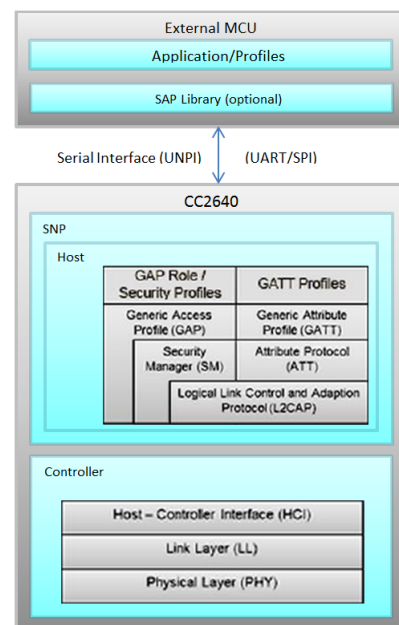 External MCU
Application/Profiles
SAP Library (optional)
Serial Interface (UNPI) (UART/SPI)
CC2640
SNP
Host
GAP Role /
Security Profiles
GATT Profiles
Generic Access
Profile (GAP)
Generic Attribute
Profile (GATT)
Security
Manager (SM)
Attribute Protocol
(ATT)
Logical Link Control and Adaption
Protocol (L2CAP)
Controller
Host – Controller Interface (HCI)
Link Layer (LL)
Physical Layer (PHY)